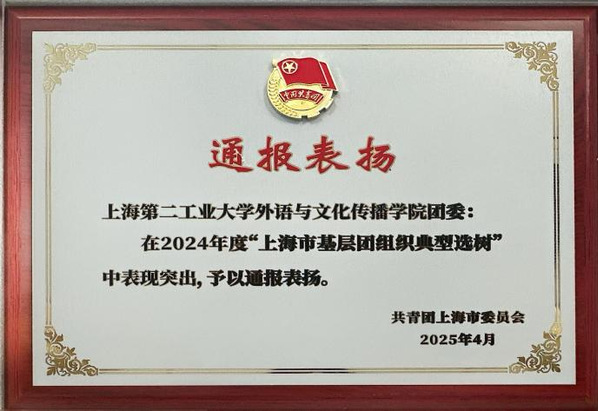 中国共青团
通报表扬
上海第二工业大学外语与文化传播学院团委：
在2024年度“上海市基层团组织典型选树”
中表现突出，予以通报表扬。
共青团上海市委员会
2025年4月